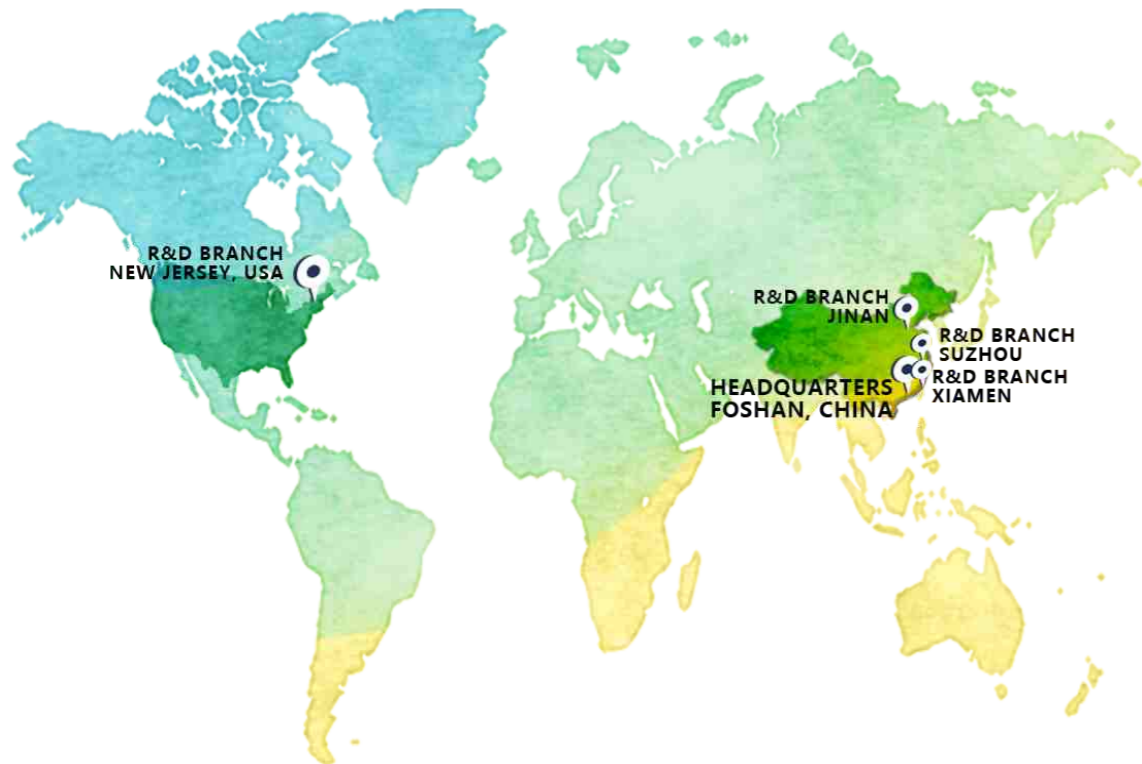 R&D BRANCH
NEW JERSEY, USA
R&D BRANCH
JINAN
R&D BRANCH
SUZHOU
HEADQUARTERS
FOSHAN, CHINA
R&D BRANCH
XIAMEN